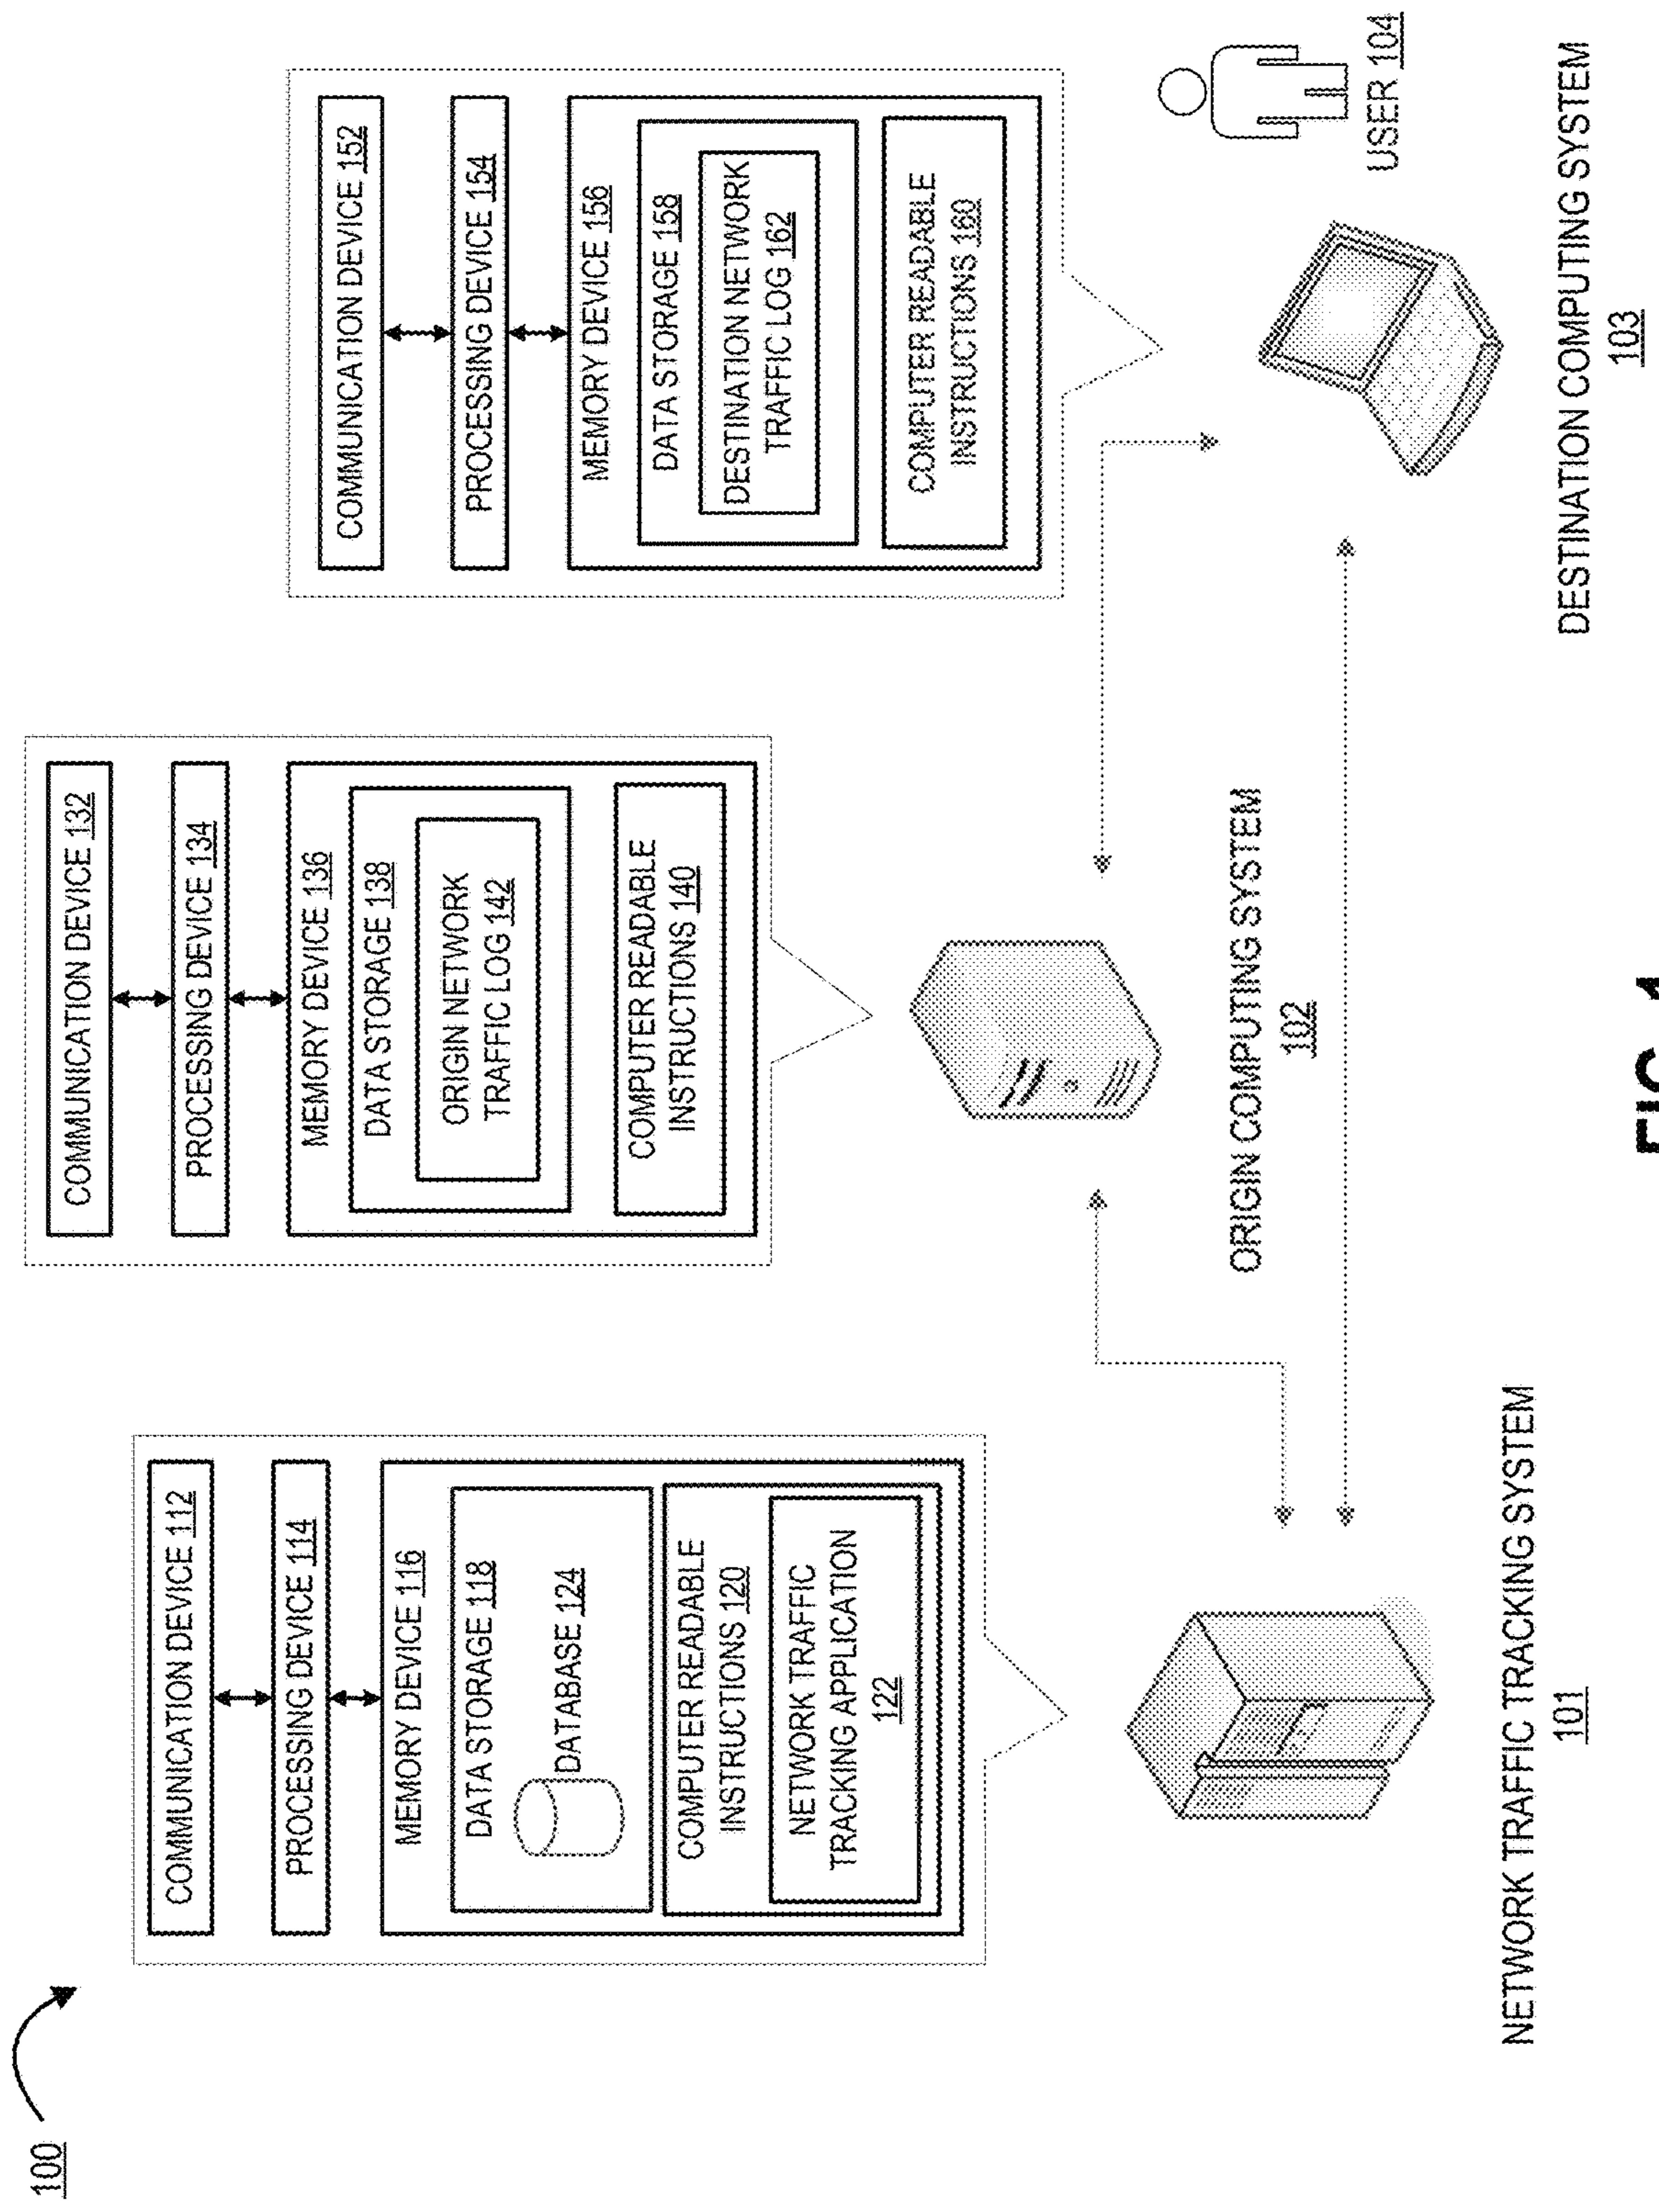 100
COMMUNICATION DEVICE 112
PROCESSING DEVICE 114
MEMORY DEVICE 116
DATA STORAGE 118
DATABASE 124
COMPUTER READABLE
INSTRUCTIONS 120
NETWORK TRAFFIC
TRACKING APPLICATION
122
NETWORK TRAFFIC TRACKING SYSTEM
101
COMMUNICATION DEVICE 132
PROCESSING DEVICE 134
MEMORY DEVICE 136
DATA STORAGE 138
ORIGIN NETWORK
TRAFFIC LOG 142
COMPUTER READABLE
INSTRUCTIONS 140
ORIGIN COMPUTING SYSTEM
102
COMMUNICATION DEVICE 152
PROCESSING DEVICE 154
MEMORY DEVICE 156
DATA STORAGE 158
DESTINATION NETWORK
TRAFFIC LOG 162
COMPUTER READABLE
INSTRUCTIONS 160
USER 104
DESTINATION COMPUTING SYSTEM
103
FIG. 1